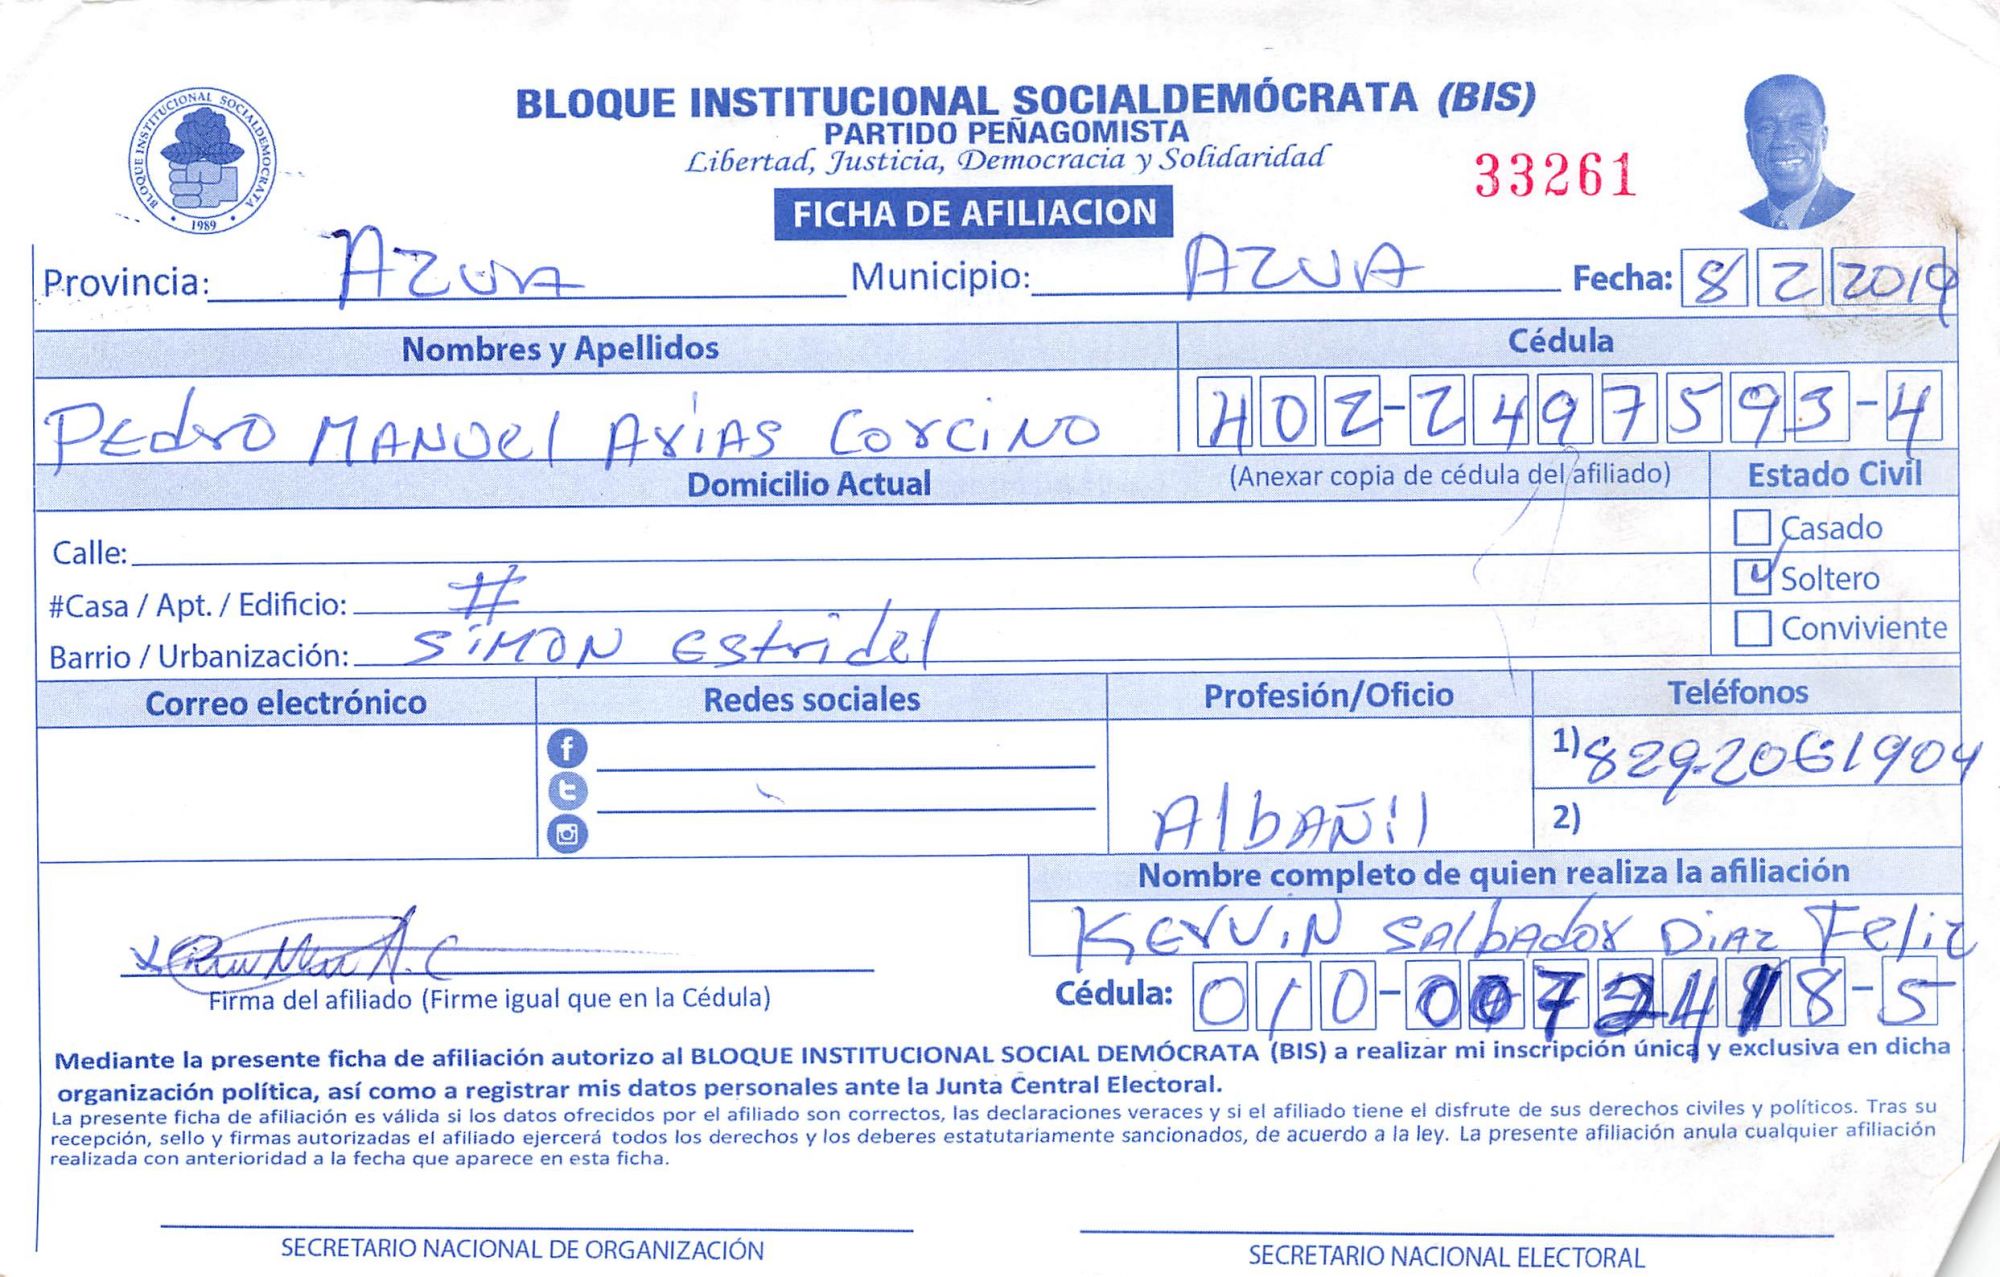 BLOQUE INSTITUCIONAL SOCIALDEMÓCRATA
1989
BLOQUE INSTITUCIONAL SOCIALDEMÓCRATA (BIS)
PARTIDO PEÑAGOMISTA
Libertad, Justicia, Democracia y Solidaridad
33261
FICHA DE AFILIACION
Provincia: AZUA Municipio: AZUA Fecha: 8 2 2019
Nombres y Apellidos Cédula
PEdro MANUEl ArIAS CorciNO 402-2497593-4
Domicilio Actual (Anexar copia de cédula del afiliado) Estado Civil
Calle: Casado
#Casa / Apt. / Edificio: # Soltero
Barrio / Urbanización: SiMON Estridel Conviviente
Correo electrónico Redes sociales Profesión/Oficio Teléfonos
1) 829-2061904
AlbAÑil 2)
Nombre completo de quien realiza la afiliación
KErViN SAlbAdor DiAz Feliz
Firma del afiliado (Firme igual que en la Cédula) Cédula: 010-0072418-5
Mediante la presente ficha de afiliación autorizo al BLOQUE INSTITUCIONAL SOCIAL DEMÓCRATA (BIS) a realizar mi inscripción única y exclusiva en dicha
organización política, así como a registrar mis datos personales ante la Junta Central Electoral.
La presente ficha de afiliación es válida si los datos ofrecidos por el afiliado son correctos, las declaraciones veraces y si el afiliado tiene el disfrute de sus derechos civiles y políticos. Tras su
recepción, sello y firmas autorizadas el afiliado ejercerá todos los derechos y los deberes estatutariamente sancionados, de acuerdo a la ley. La presente afiliación anula cualquier afiliación
realizada con anterioridad a la fecha que aparece en esta ficha.
SECRETARIO NACIONAL DE ORGANIZACIÓN SECRETARIO NACIONAL ELECTORAL